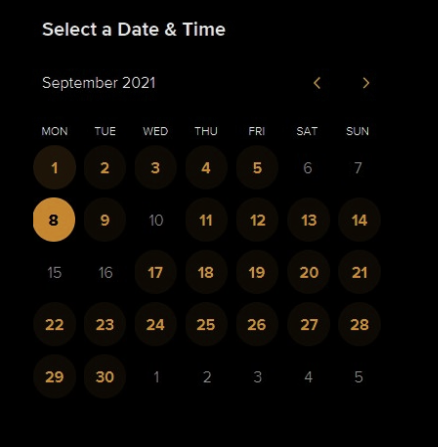 Select a Date & Time
September 2021
MON TUE WED THU FRI SAT SUN
1 2 3 4 5 6 7
8 9 10 11 12 13 14
15 16 17 18 19 20 21
22 23 24 25 26 27 28
29 30 1 2 3 4 5